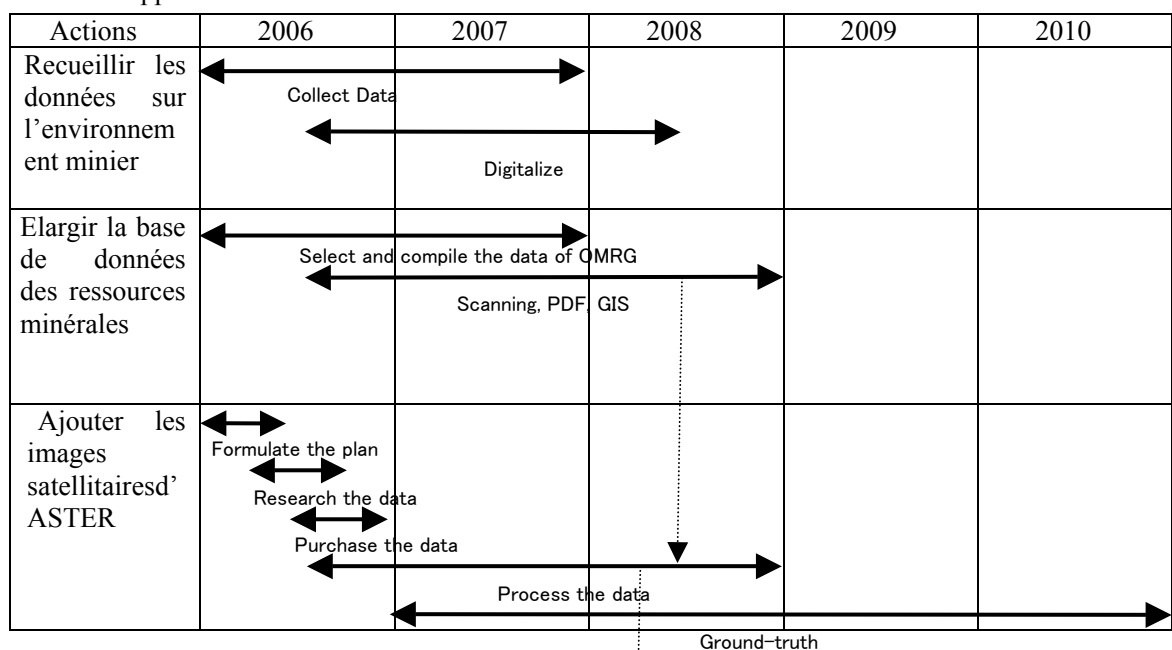 Actions 2006 2007 2008 2009 2010
Recueillir les
données sur
l'environnem
ent minier
Collect Data
Digitalize
Elargir la base
de données
des ressources
minérales
Select and compile the data of OMRG
Scanning, PDF, GIS
Ajouter les
images
satellitairesd'
ASTER
Formulate the plan
Research the data
Purchase the data
Process the data
Ground-truth